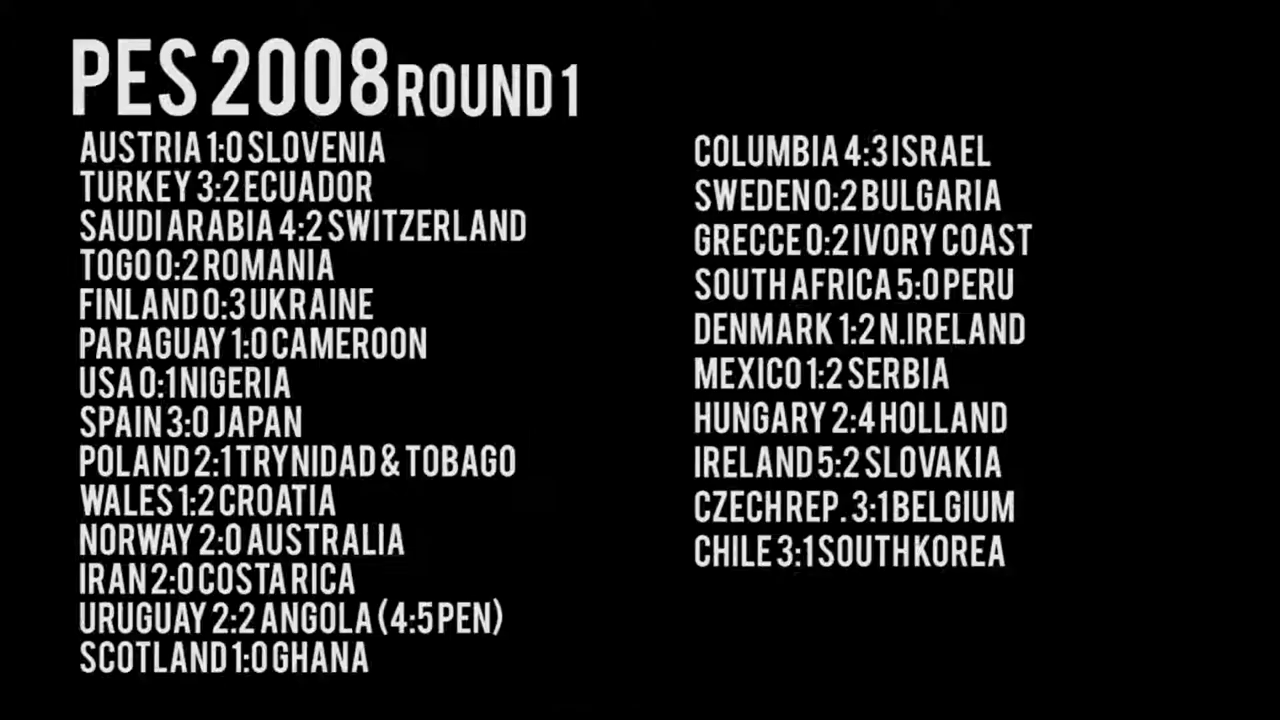 PES 2008 ROUND 1
AUSTRIA 1:0 SLOVENIA
TURKEY 3:2 ECUADOR
SAUDI ARABIA 4:2 SWITZERLAND
TOGO 0:2 ROMANIA
FINLAND 0:3 UKRAINE
PARAGUAY 1:0 CAMEROON
USA 0:1 NIGERIA
SPAIN 3:0 JAPAN
POLAND 2:1 TRYNIDAD & TOBAGO
WALES 1:2 CROATIA
NORWAY 2:0 AUSTRALIA
IRAN 2:0 COSTA RICA
URUGUAY 2:2 ANGOLA (4:5 PEN)
SCOTLAND 1:0 GHANA
COLUMBIA 4:3 ISRAEL
SWEDEN 0:2 BULGARIA
GRECCE 0:2 IVORY COAST
SOUTH AFRICA 5:0 PERU
DENMARK 1:2 N.IRELAND
MEXICO 1:2 SERBIA
HUNGARY 2:4 HOLLAND
IRELAND 5:2 SLOVAKIA
CZECH REP. 3:1 BELGIUM
CHILE 3:1 SOUTH KOREA